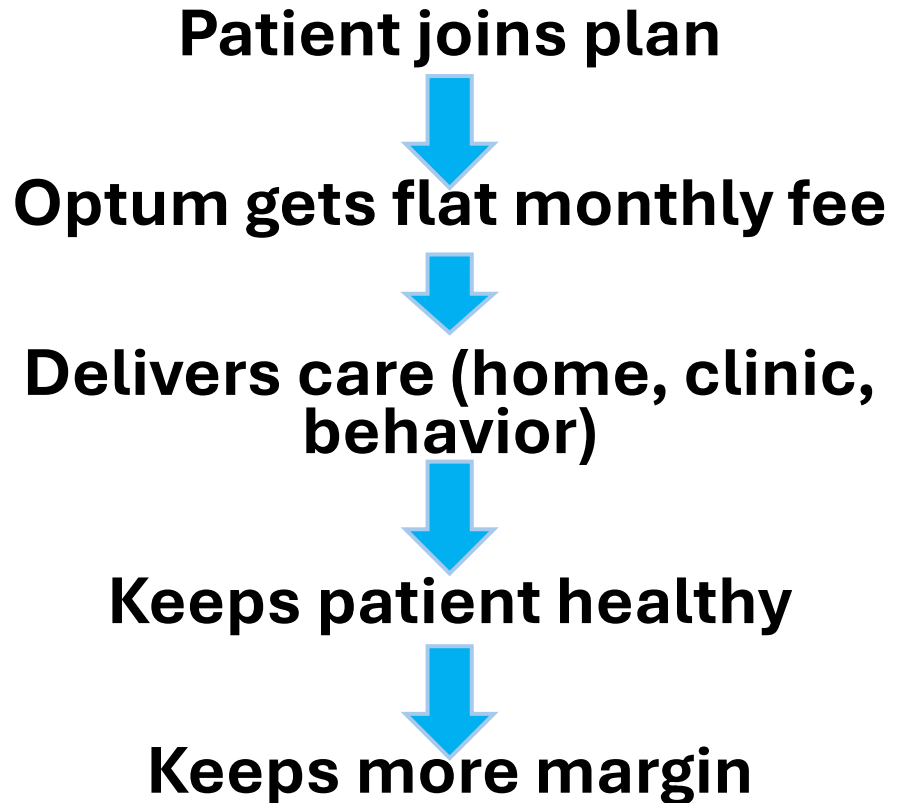 Patient joins plan
Optum gets flat monthly fee
Delivers care (home, clinic,
behavior)
Keeps patient healthy
Keeps more margin